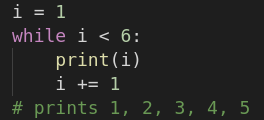 i = 1
while i < 6:
    print(i)
    i += 1
# prints 1, 2, 3, 4, 5